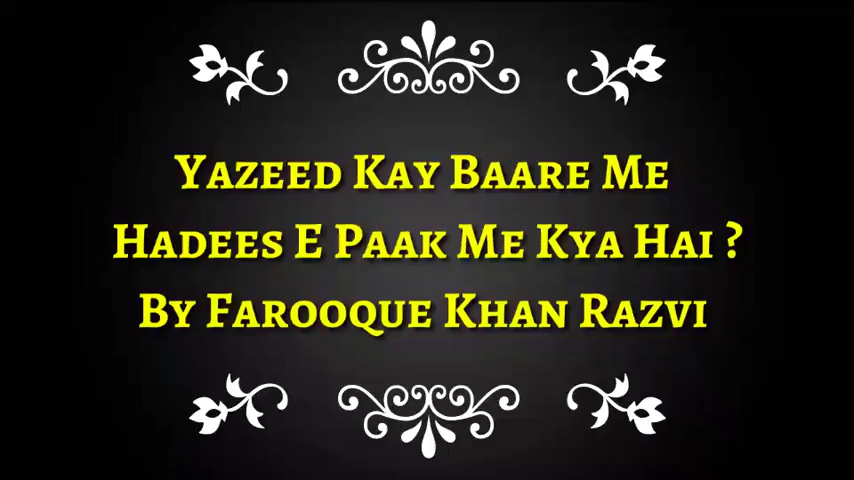 Yazeed Kay Baare Me
Hadees E Paak Me Kya Hai ?
By Farooque Khan Razvi